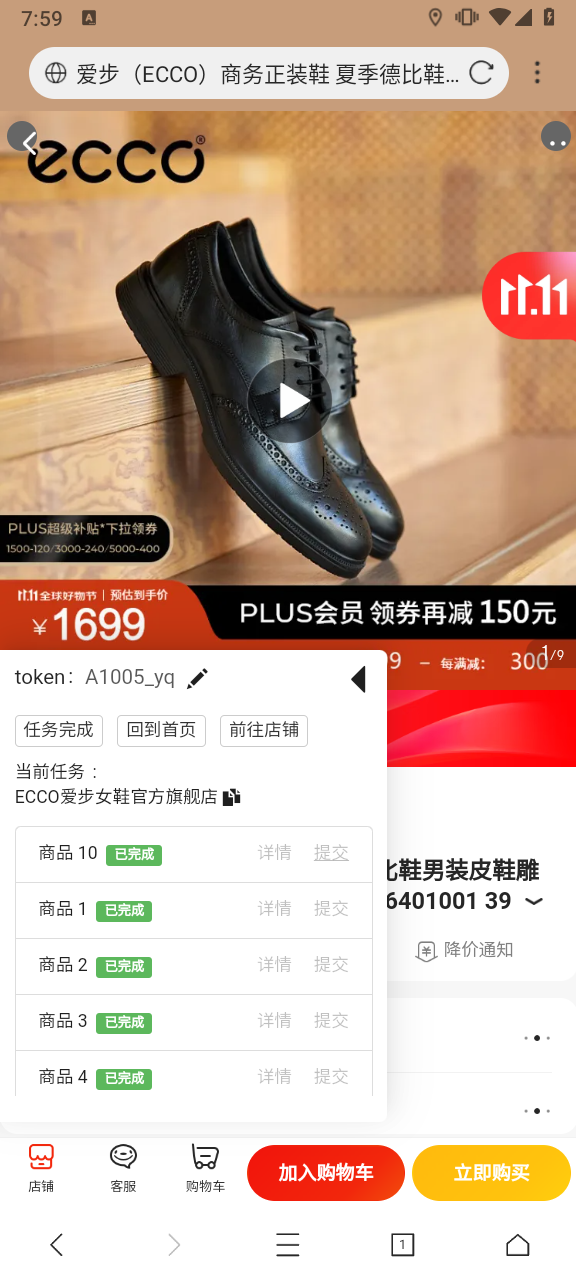 7:59
A
爱步（ECCO）商务正装鞋 夏季德比鞋...
ecco®
11.11
PLUS超级补贴*下拉领券
1500-120/3000-240/5000-400
11.11全球好物节｜预估到手价
¥1699
PLUS会员 领券再减 150元
99 – 每满减： 300
1/9
token： A1005_yq
任务完成
回到首页
前往店铺
当前任务 ：
ECCO爱步女鞋官方旗舰店
商品 10 已完成 详情 提交
商品 1 已完成 详情 提交
商品 2 已完成 详情 提交
商品 3 已完成 详情 提交
商品 4 已完成 详情 提交
比鞋男装皮鞋雕
6401001 39
降价通知
店铺
客服
购物车
加入购物车
立即购买
1